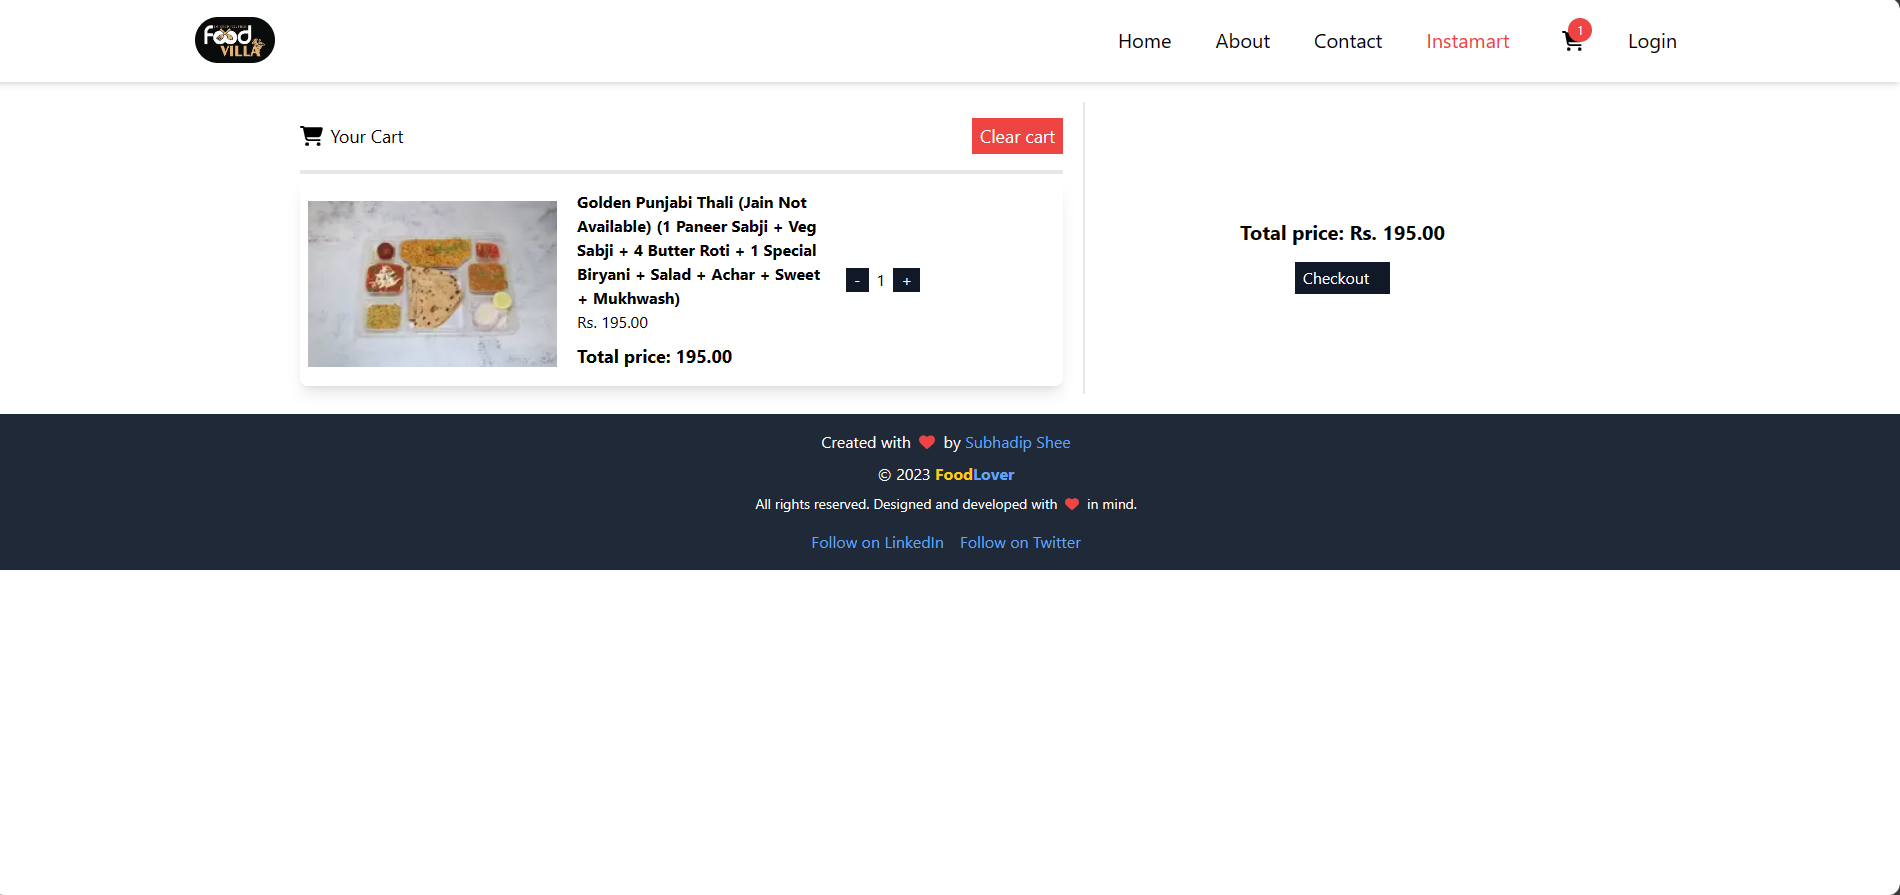 Food
VILLA
Home
About
Contact
Instamart
1
Login
Your Cart
Clear cart
Golden Punjabi Thali (Jain Not
Available) (1 Paneer Sabji + Veg
Sabji + 4 Butter Roti + 1 Special
Biryani + Salad + Achar + Sweet
+ Mukhwash)
Rs. 195.00
Total price: 195.00
- 1 +
Total price: Rs. 195.00
Checkout
Created with ❤ by Subhadip Shee
© 2023 FoodLover
All rights reserved. Designed and developed with ❤ in mind.
Follow on LinkedIn Follow on Twitter